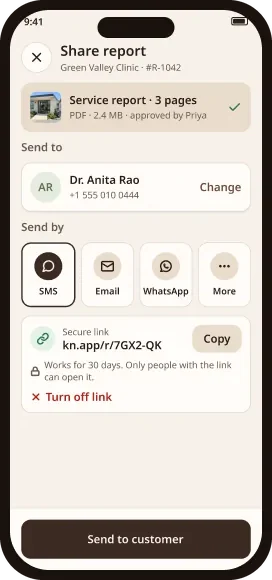 9:41
Share report
Green Valley Clinic · #R-1042
Service report · 3 pages
PDF · 2.4 MB · approved by Priya
Send to
AR
Dr. Anita Rao
+1 555 010 0444
Change
Send by
SMS
Email
WhatsApp
More
Secure link
kn.app/r/7GX2-QK
Copy
Works for 30 days. Only people with the link
can open it.
Turn off link
Send to customer